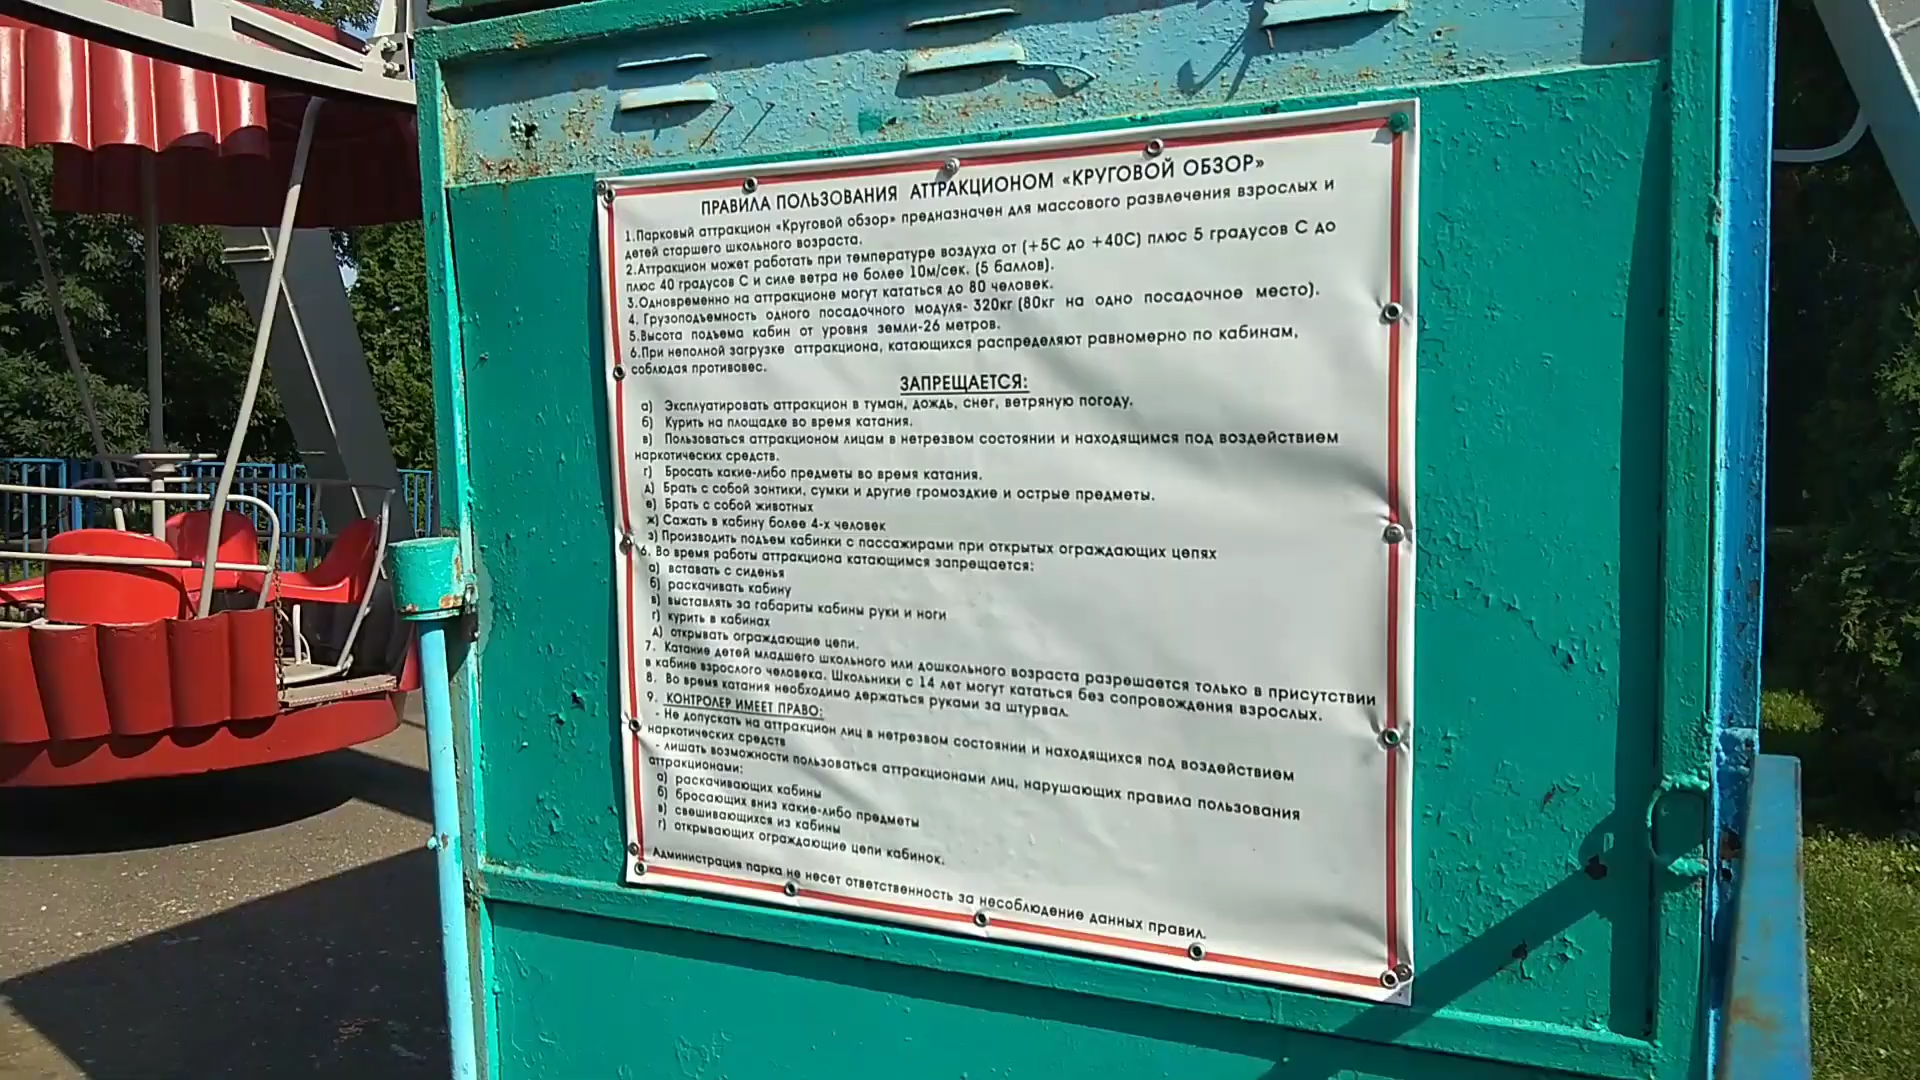 ПРАВИЛА ПОЛЬЗОВАНИЯ АТТРАКЦИОНОМ «КРУГОВОЙ ОБЗОР»
1.Парковый аттракцион «Круговой обзор» предназначен для массового развлечения взрослых и
детей старшего школьного возраста.
2.Аттракцион может работать при температуре воздуха от (+5С до +40С) плюс 5 градусов С до
плюс 40 градусов С и силе ветра не более 10м/сек. (5 баллов).
3.Одновременно на аттракционе могут кататься до 80 человек.
4. Грузоподъемность одного посадочного модуля- 320кг (80кг на одно посадочное место).
5.Высота подъема кабин от уровня земли-26 метров.
6.При неполной загрузке аттракциона, катающихся распределяют равномерно по кабинам,
соблюдая противовес.
ЗАПРЕЩАЕТСЯ:
а) Эксплуатировать аттракцион в туман, дождь, снег, ветряную погоду.
б) Курить на площадке во время катания.
в) Пользоваться аттракционом лицам в нетрезвом состоянии и находящимся под воздействием
наркотических средств.
г) Бросать какие-либо предметы во время катания.
д) Брать с собой зонтики, сумки и другие громоздкие и острые предметы.
е) Брать с собой животных
ж) Сажать в кабину более 4-х человек
з) Производить подъем кабинки с пассажирами при открытых ограждающих цепях
6. Во время работы аттракциона катающимся запрещается:
а) вставать с сиденья
б) раскачивать кабину
в) выставлять за габариты кабины руки и ноги
г) курить в кабинах
д) открывать ограждающие цепи.
7. Катание детей младшего школьного или дошкольного возраста разрешается только в присутствии
в кабине взрослого человека. Школьники с 14 лет могут кататься без сопровождения взрослых.
8. Во время катания необходимо держаться руками за штурвал.
9. КОНТРОЛЕР ИМЕЕТ ПРАВО:
- Не допускать на аттракцион лиц в нетрезвом состоянии и находящихся под воздействием
наркотических средств
- лишать возможности пользоваться аттракционами лиц, нарушающих правила пользования
аттракционами:
а) раскачивающих кабины
б) бросающих вниз какие-либо предметы
в) свешивающихся из кабины
г) открывающих ограждающие цепи кабинок.
Администрация парка не несет ответственность за несоблюдение данных правил.